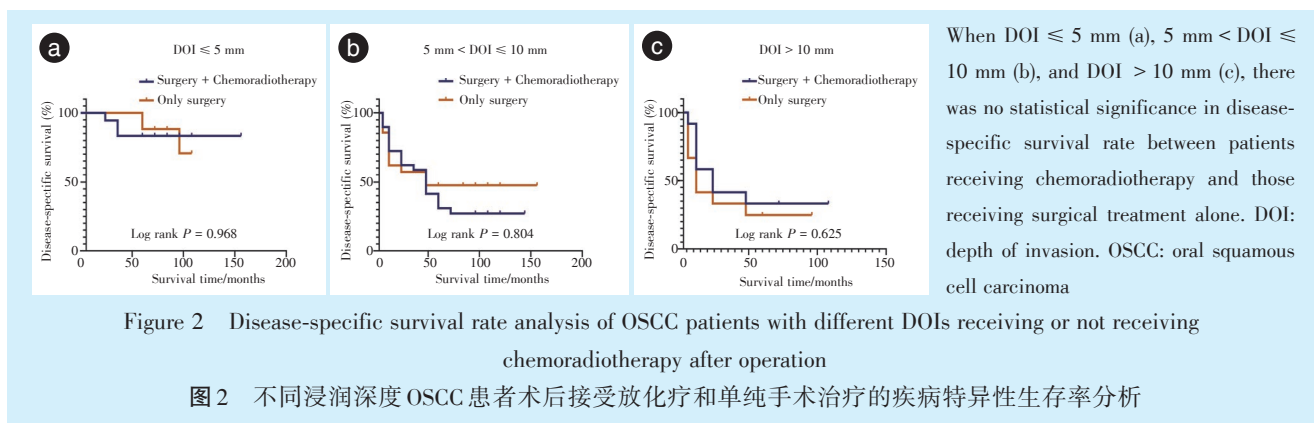 a
DOI ≤ 5 mm
Surgery + Chemoradiotherapy
Only surgery
Disease-spectific survival (%)
100
50
0
0
50
100
150
200
Log rank P = 0.968
Survival time/months
b
5 mm < DOI ≤ 10 mm
Surgery + Chemoradiotherapy
Only surgery
Disease-spectific survival (%)
100
50
0
0
50
100
150
200
Log rank P = 0.804
Survival time/months
c
DOI > 10 mm
Surgery + Chemoradiotherapy
Only surgery
Disease-spectific survival (%)
100
50
0
0
50
100
150
Log rank P = 0.625
Survival time/months
When DOI ≤ 5 mm (a), 5 mm < DOI ≤
10 mm (b), and DOI > 10 mm (c), there
was no statistical significance in disease-
specific survival rate between patients
receiving chemoradiotherapy and those
receiving surgical treatment alone. DOI:
depth of invasion. OSCC: oral squamous
cell carcinoma
Figure 2 Disease-specific survival rate analysis of OSCC patients with different DOIs receiving or not receiving
chemoradiotherapy after operation
图2 不同浸润深度OSCC患者术后接受放化疗和单纯手术治疗的疾病特异性生存率分析